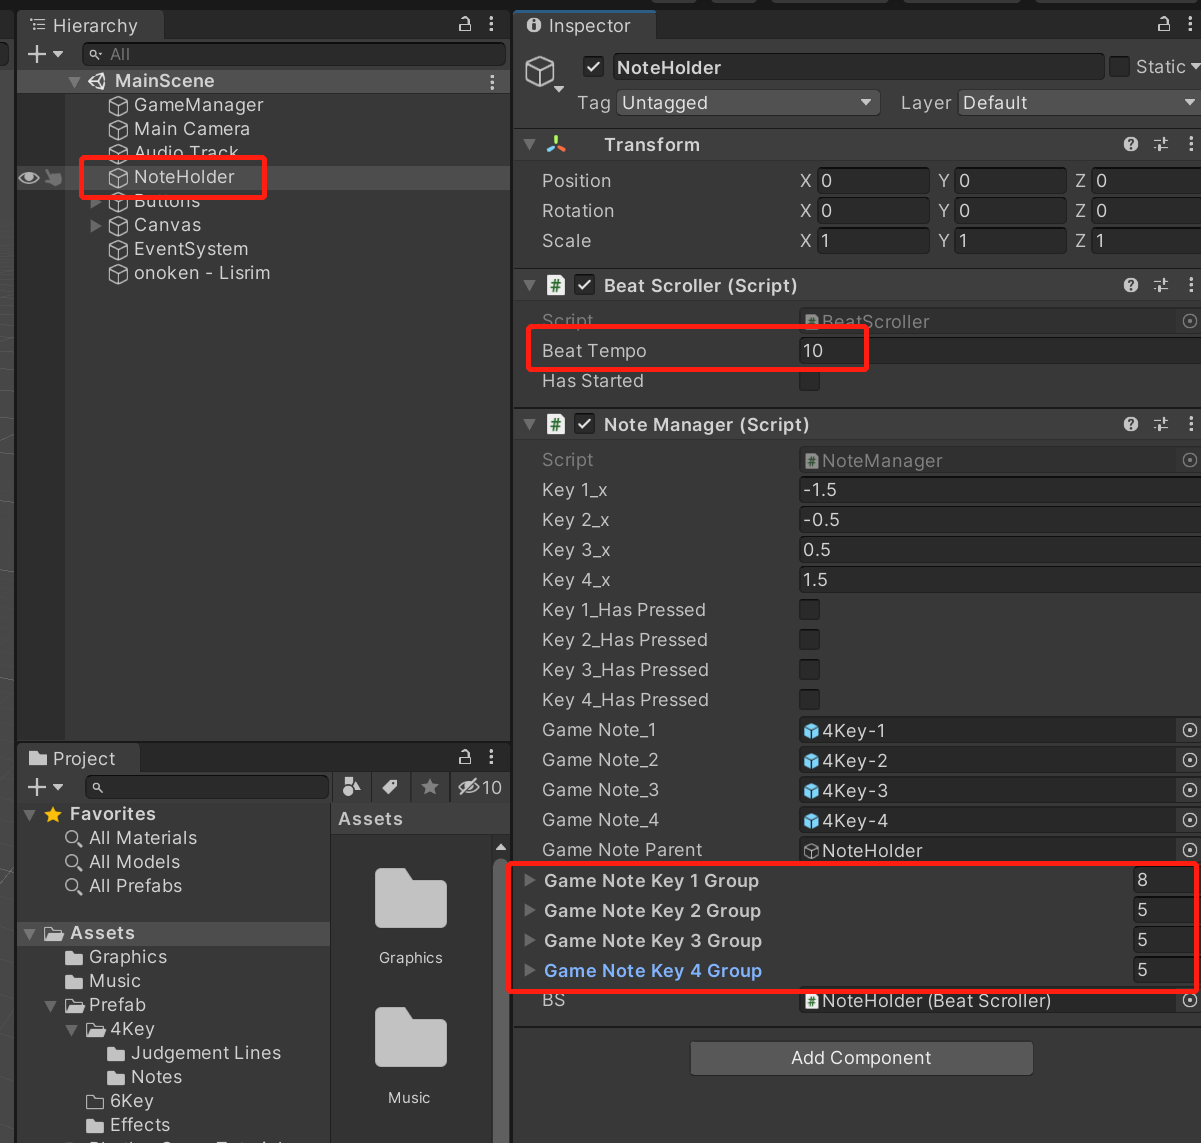 Hierarchy
All
MainScene
GameManager
Main Camera
Audio Track
NoteHolder
Buttons
Canvas
EventSystem
onoken - Lisrim
Project
10
Favorites
All Materials
All Models
All Prefabs
Assets
Graphics
Music
Prefab
4Key
Judgement Lines
Notes
6Key
Effects
Assets
Graphics
Music
Inspector
NoteHolder
Static
Tag Untagged Layer Default
Transform
Position X 0 Y 0 Z 0
Rotation X 0 Y 0 Z 0
Scale X 1 Y 1 Z 1
# Beat Scroller (Script)
Script BeatScroller
Beat Tempo 10
Has Started
# Note Manager (Script)
Script NoteManager
Key 1_x -1.5
Key 2_x -0.5
Key 3_x 0.5
Key 4_x 1.5
Key 1_Has Pressed
Key 2_Has Pressed
Key 3_Has Pressed
Key 4_Has Pressed
Game Note_1 4Key-1
Game Note_2 4Key-2
Game Note_3 4Key-3
Game Note_4 4Key-4
Game Note Parent NoteHolder
Game Note Key 1 Group 8
Game Note Key 2 Group 5
Game Note Key 3 Group 5
Game Note Key 4 Group 5
BS NoteHolder (Beat Scroller)
Add Component